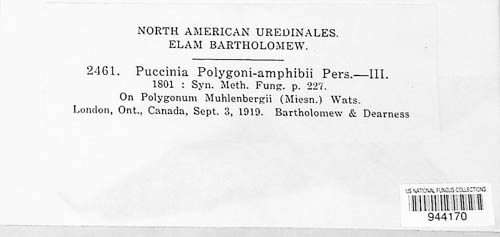 NORTH AMERICAN UREDINALES.
ELAM BARTHOLOMEW.
2461. Puccinia Polygoni-amphibii Pers.—III.
1801 : Syn. Meth. Fung. p. 227.
On Polygonum Muhlenbergii (Miesn.) Wats.
London, Ont., Canada, Sept. 3, 1919. Bartholomew & Dearness
US NATIONAL FUNGUS COLLECTIONS
944170